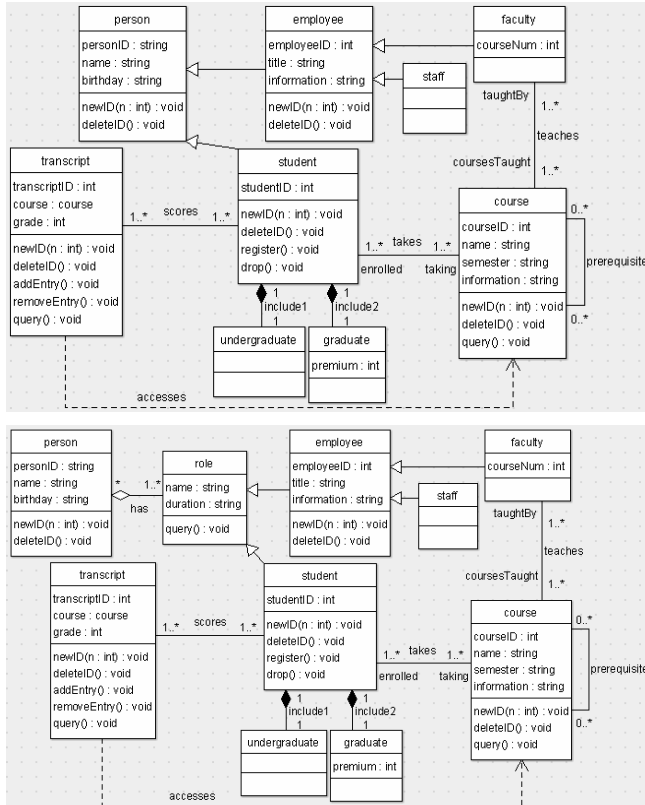 person
personID : string
name : string
birthday : string
newID(n : int) : void
deleteID() : void
employee
employeeID : int
title : string
information : string
newID(n : int) : void
deleteID() : void
faculty
courseNum : int
staff
taughtBy
1..*
teaches
coursesTaught
1..*
transcript
transcriptID : int
course : course
grade : int
newID(n : int) : void
deleteID() : void
addEntry() : void
removeEntry() : void
query() : void
1..*
scores
1..*
student
studentID : int
newID(n : int) : void
deleteID() : void
register() : void
drop() : void
1..*
takes
1..*
enrolled
taking
course
courseID : int
name : string
semester : string
information : string
newID(n : int) : void
deleteID() : void
query() : void
0..*
prerequisite
0..*
1
include1
1
1
include2
1
undergraduate
graduate
premium : int
accesses
person
personID : string
name : string
birthday : string
newID(n : int) : void
deleteID() : void
*
1..*
has
role
name : string
duration : string
query() : void
employee
employeeID : int
title : string
information : string
newID(n : int) : void
deleteID() : void
faculty
courseNum : int
staff
taughtBy
1..*
teaches
coursesTaught
1..*
transcript
transcriptID : int
course : course
grade : int
newID(n : int) : void
deleteID() : void
addEntry() : void
removeEntry() : void
query() : void
1..*
scores
1..*
student
studentID : int
newID(n : int) : void
deleteID() : void
register() : void
drop() : void
1..*
takes
1..*
enrolled
taking
course
courseID : int
name : string
semester : string
information : string
newID(n : int) : void
deleteID() : void
query() : void
0..*
prerequisite
0..*
1
include1
1
1
include2
1
undergraduate
graduate
premium : int
accesses